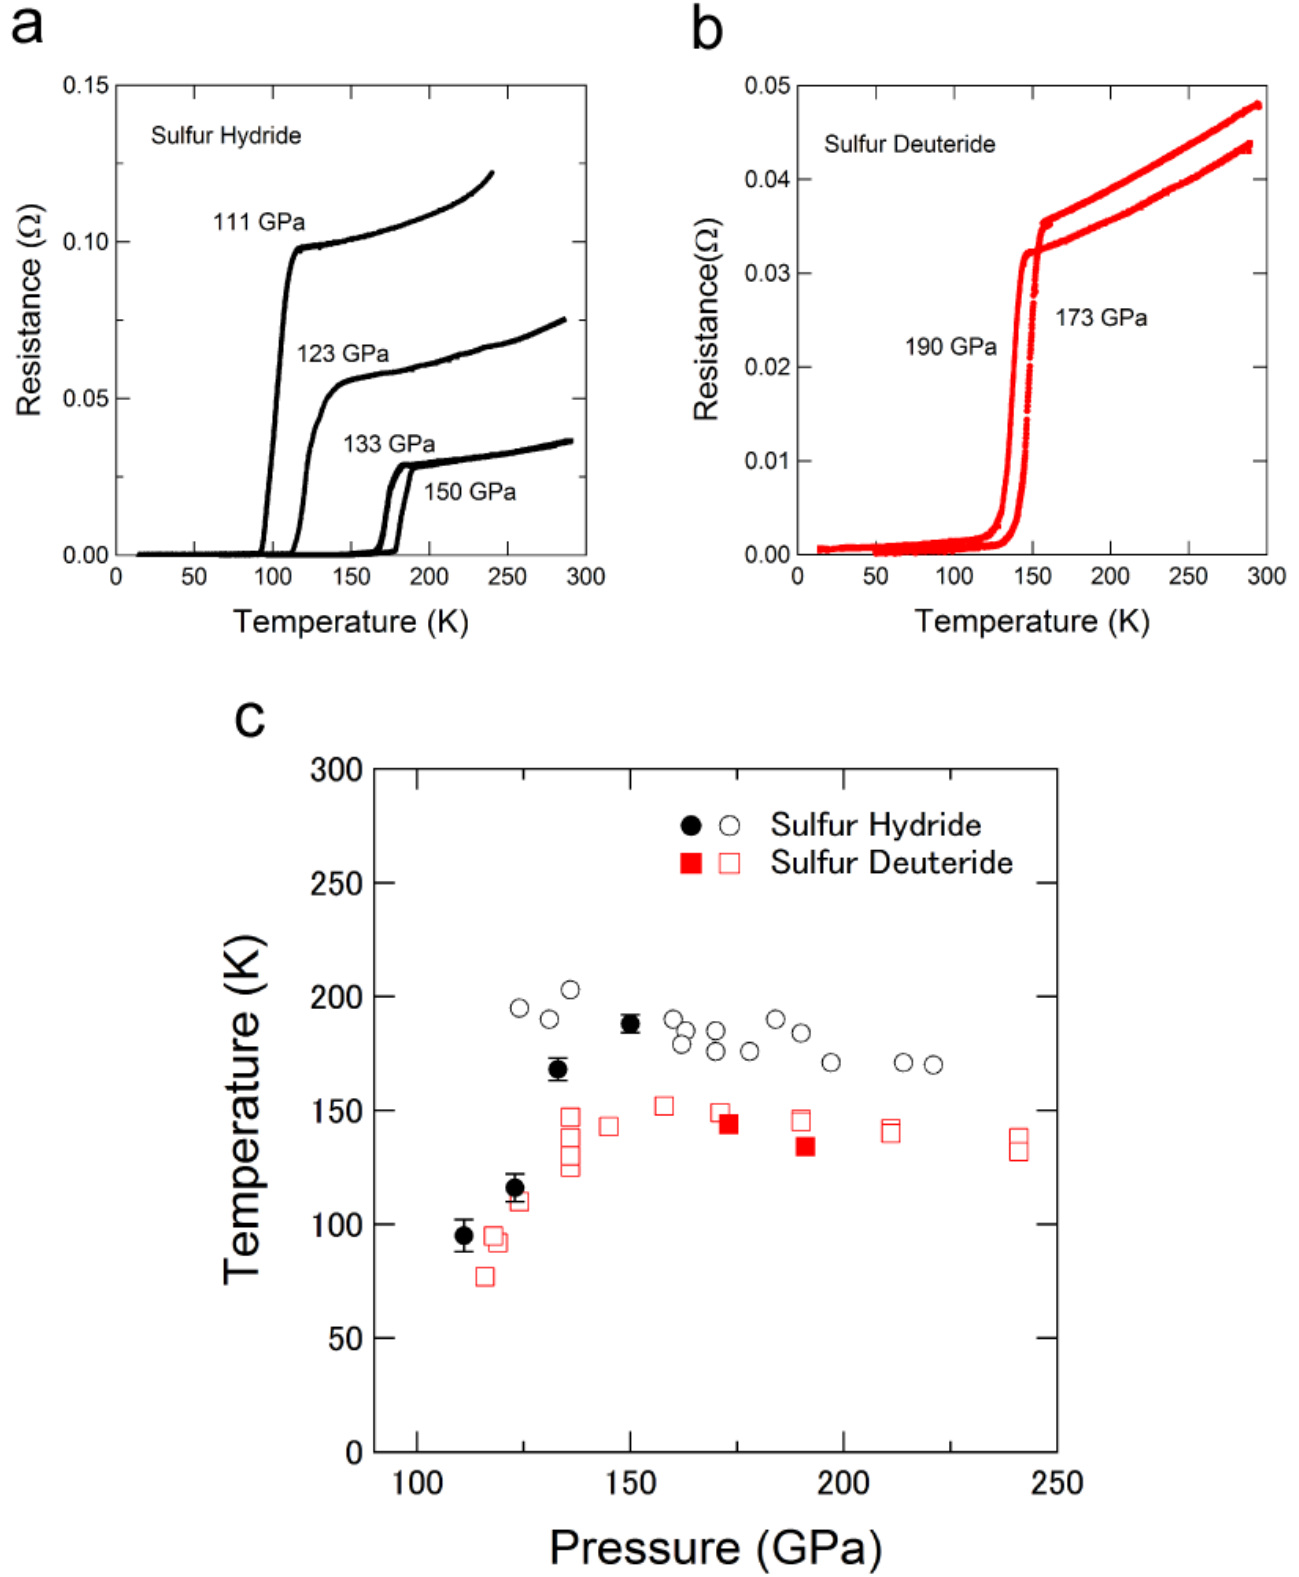 a
0.15
Sulfur Hydride
111 GPa
0.10
123 GPa
0.05
133 GPa
150 GPa
0.00
0 50 100 150 200 250 300
Temperature (K)
Resistance (Ω)
b
0.05
Sulfur Deuteride
0.04
0.03
173 GPa
190 GPa
0.02
0.01
0.00
0 50 100 150 200 250 300
Temperature (K)
Resistance(Ω)
c
300
Sulfur Hydride
Sulfur Deuteride
250
200
150
100
50
0
100 150 200 250
Pressure (GPa)
Temperature (K)